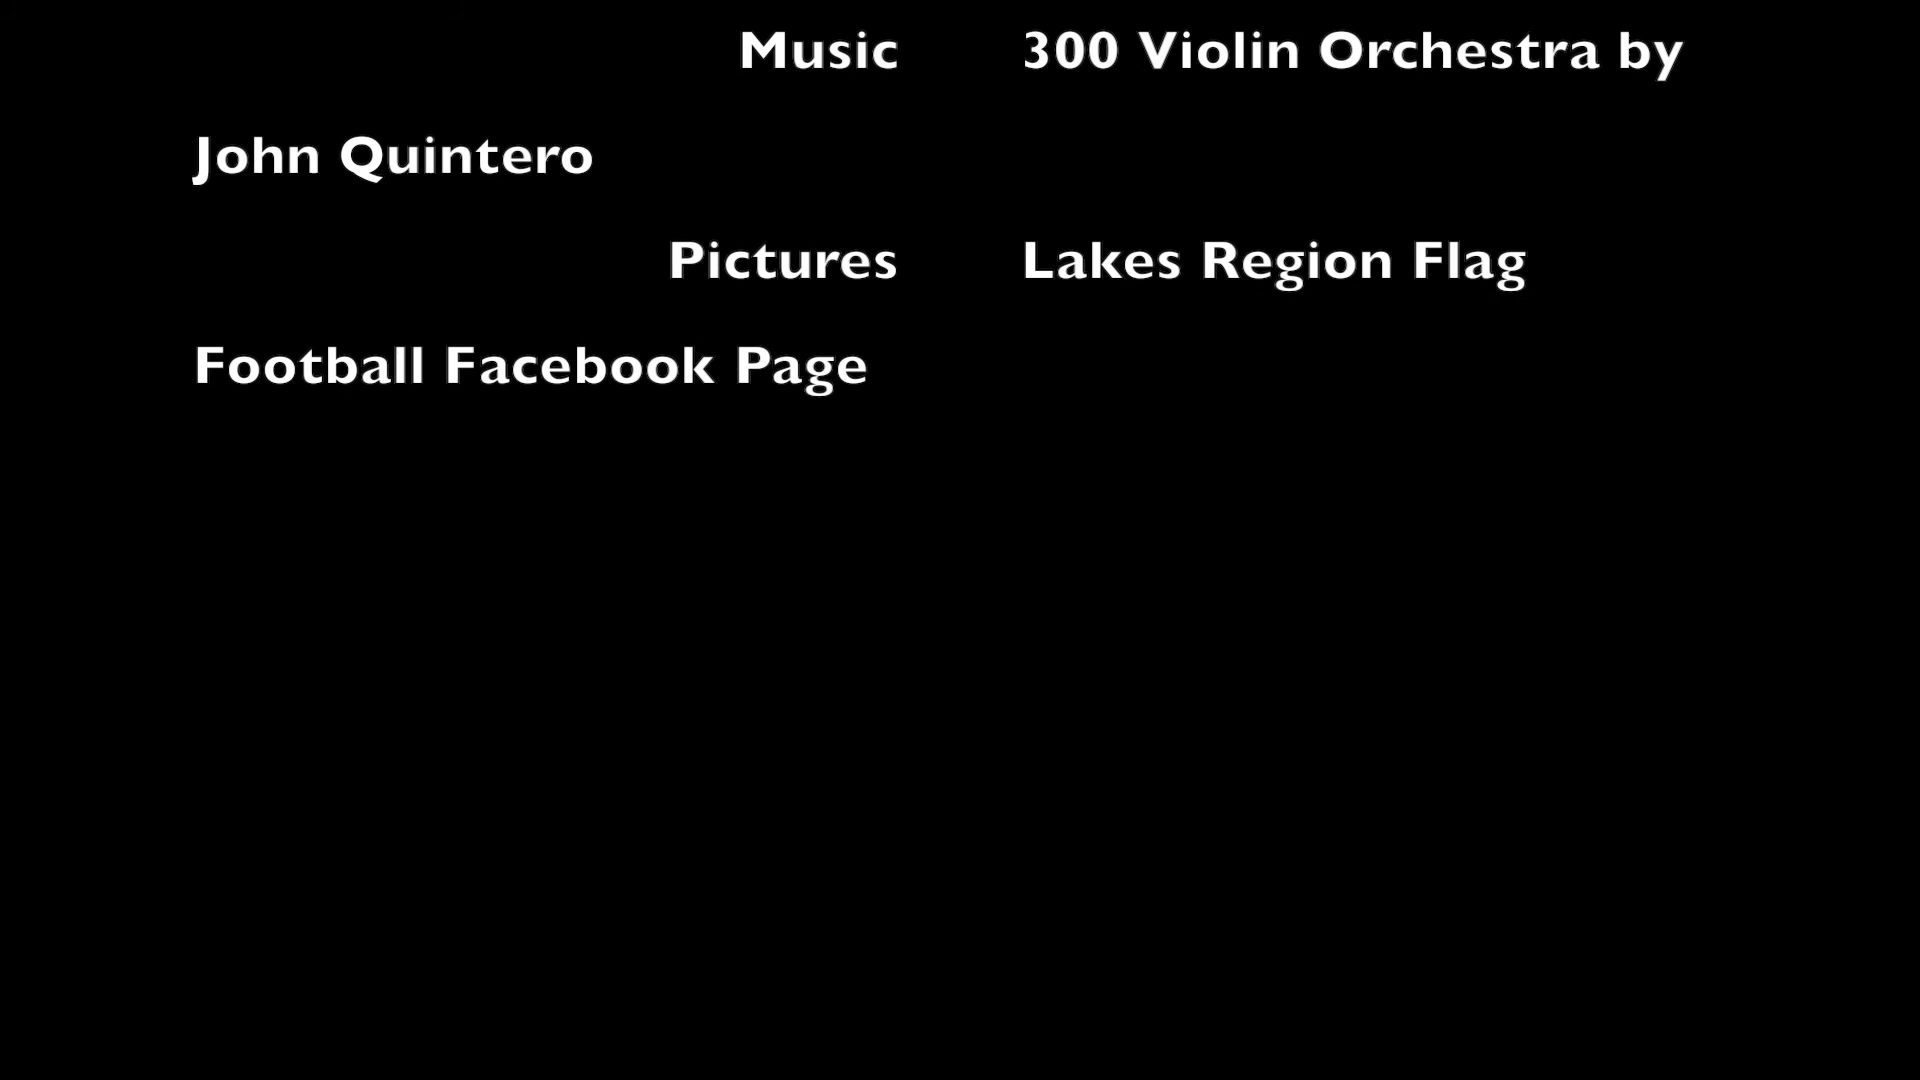 Music 300 Violin Orchestra by
John Quintero
Pictures Lakes Region Flag
Football Facebook Page